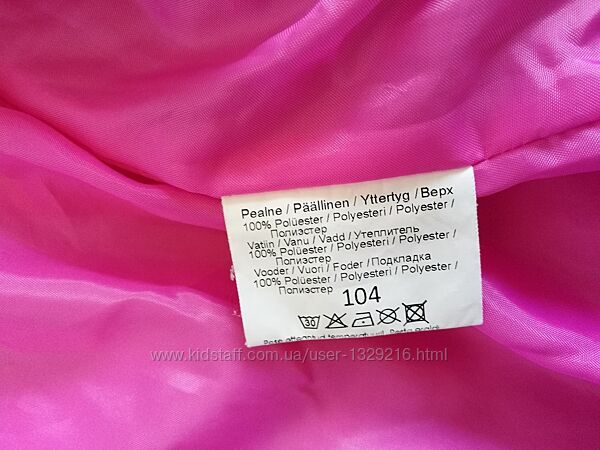 Pealne / Päällinen / Yttertyg / Верх
100% Polüester / Polyesteri / Polyester /
Полиэстер
Vatiin / Vanu / Vadd / Утеплитель
100% Polüester / Polyesteri / Polyester /
Полиэстер
Vooder / Vuori / Foder / Подкладка
100% Polüester / Polyesteri / Polyester /
Полиэстер
104
30
www.kidstaff.com.ua/user-1329216.html